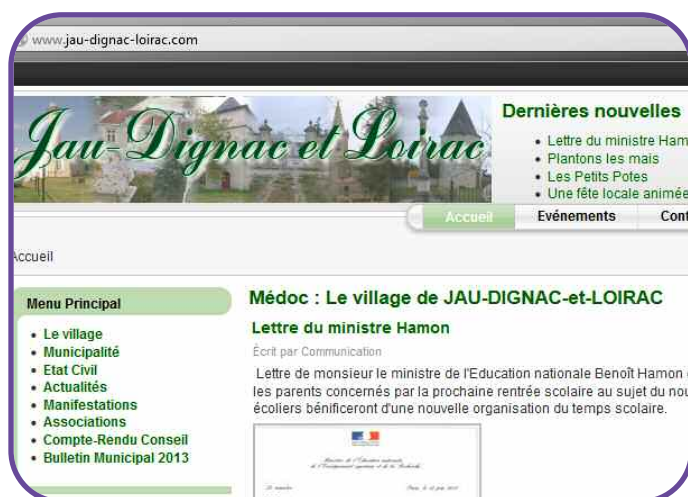 www.jau-dignac-loirac.com
Jau-Dignac et Loirac
Dernières nouvelles
• Lettre du ministre Ham
• Plantons les mais
• Les Petits Potes
• Une fête locale animée
Accueil Evénements Cont
Accueil
Menu Principal
• Le village
• Municipalité
• Etat Civil
• Actualités
• Manifestations
• Associations
• Compte-Rendu Conseil
• Bulletin Municipal 2013
Médoc : Le village de JAU-DIGNAC-et-LOIRAC
Lettre du ministre Hamon
Écrit par Communication
Lettre de monsieur le ministre de l'Education nationale Benoît Hamon
les parents concernés par la prochaine rentrée scolaire au sujet du nou
écoliers bénificeront d'une nouvelle organisation du temps scolaire.